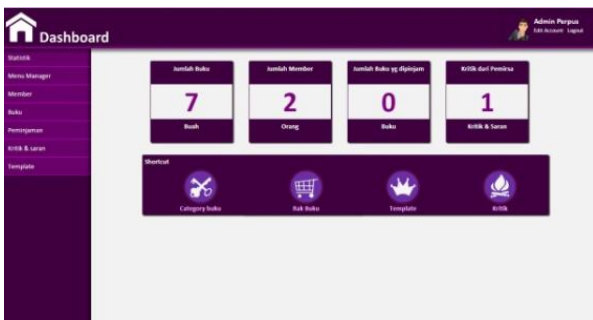 Dashboard
Admin Perpus
Edit Account Logout
Statistik
Menu Manager
Member
Buku
Peminjaman
Kritik & saran
Template
Jumlah Buku
7
Buah
Jumlah Member
2
Orang
Jumlah Buku yg dipinjam
0
Buku
Kritik dari Pemirsa
1
Kritik & Saran
Shortcut
Category buku
Rak Buku
Template
Kritik